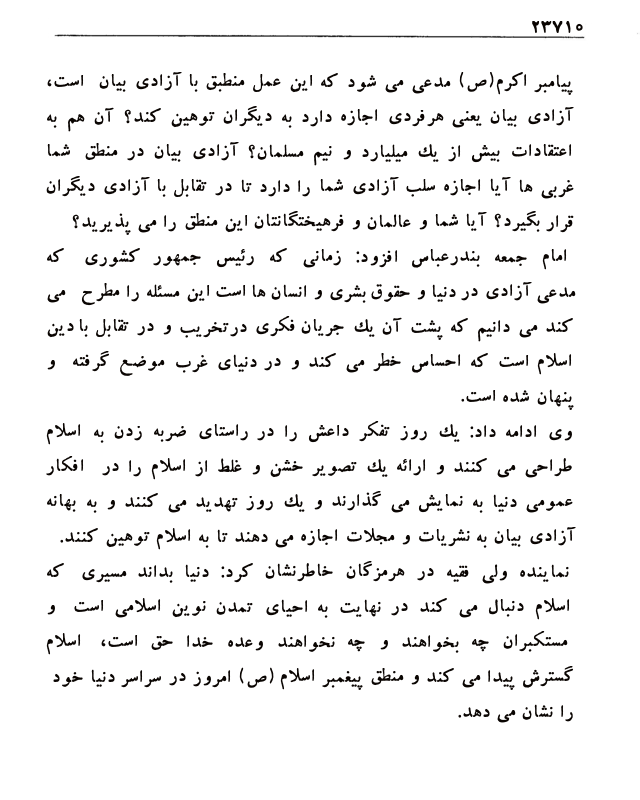 ۲۳۷۱۰
پیامبر اکرم(ص) مدعی می شود که این عمل منطبق با آزادی بیان است،
آزادی بیان یعنی هرفردی اجازه دارد به دیگران توهین کند؟ آن هم به
اعتقادات بیش از یك میلیارد و نیم مسلمان؟ آزادی بیان در منطق شما
غربی ها آیا اجازه سلب آزادی شما را دارد تا در تقابل با آزادی دیگران
قرار بگیرد؟ آیا شما و عالمان و فرهیختگانتان این منطق را می پذیرید؟
امام جمعه بندرعباس افزود: زمانی که رئیس جمهور کشوری که
مدعی آزادی در دنیا و حقوق بشری و انسان ها است این مسئله را مطرح می
کند می دانیم که پشت آن یك جریان فکری درتخریب و در تقابل با دین
اسلام است که احساس خطر می کند و در دنیای غرب موضع گرفته و
پنهان شده است.
وی ادامه داد: یك روز تفکر داعش را در راستای ضربه زدن به اسلام
طراحی می کنند و ارائه یك تصویر خشن و غلط از اسلام را در افکار
عمومی دنیا به نمایش می گذارند و یك روز تهدید می کنند و به بهانه
آزادی بیان به نشریات و مجلات اجازه می دهند تا به اسلام توهین کنند.
نماینده ولی فقیه در هرمزگان خاطرنشان کرد: دنیا بداند مسیری که
اسلام دنبال می کند در نهایت به احیای تمدن نوین اسلامی است و
مستکبران چه بخواهند و چه نخواهند وعده خدا حق است، اسلام
گسترش پیدا می کند و منطق پیغمبر اسلام (ص) امروز در سراسر دنیا خود
را نشان می دهد.